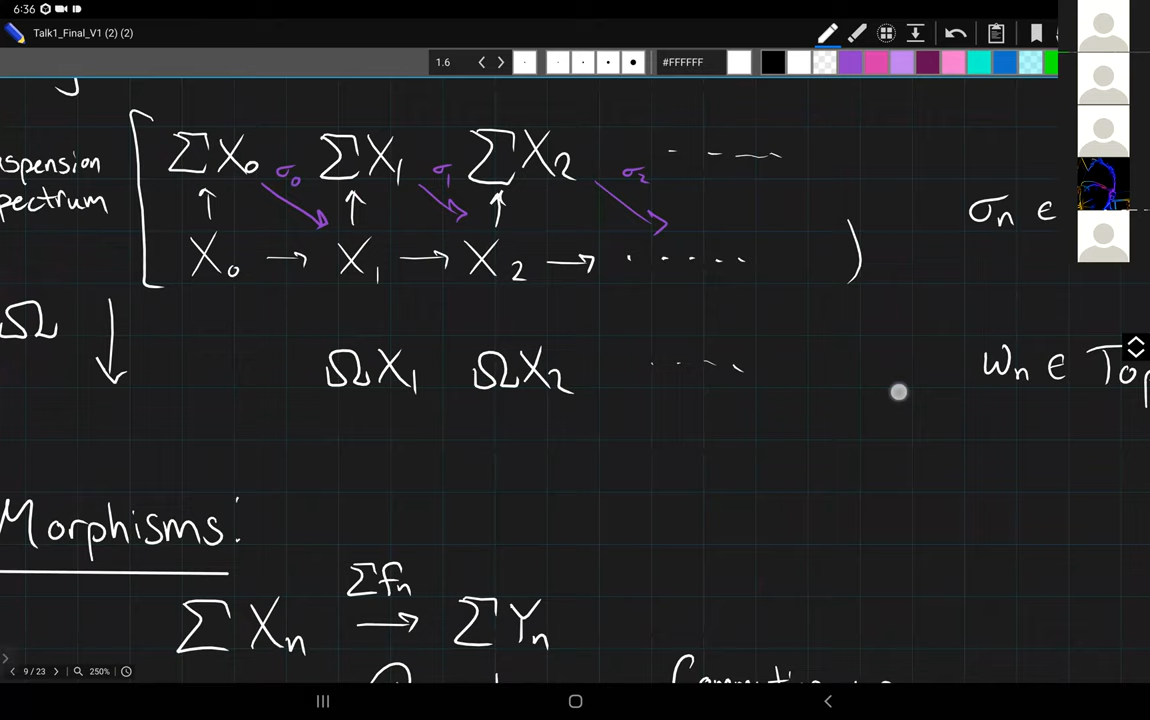 6:36
Talk1_Final_V1 (2) (2)
1.6
#FFFFFF
spension
pectrum
ΣX₀ ΣX₁ ΣX₂ ·-·--
σ₀ σ₁ σ₂
↑ ↑ ↑
X₀ → X₁ → X₂ → ····· )
σₙ ∈
Ω ↓
ΩX₁ ΩX₂ ·····
ωₙ ∈ Top
Morphisms:
Σfₙ
ΣXₙ → ΣYₙ
9 / 23
250%